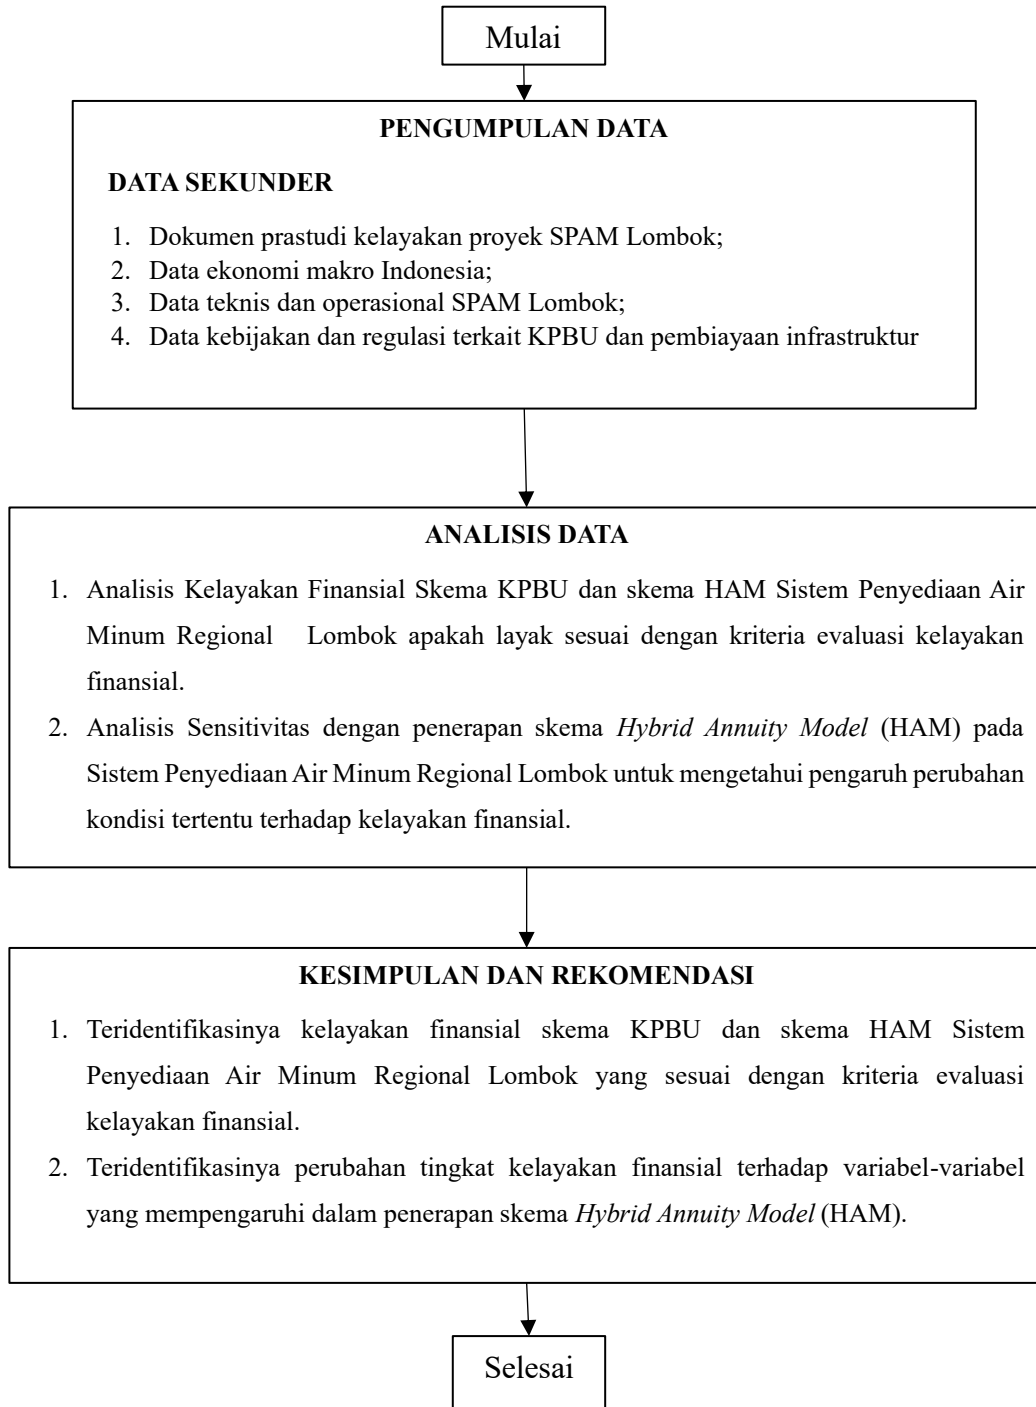 Mulai
PENGUMPULAN DATA
DATA SEKUNDER
1. Dokumen prastudi kelayakan proyek SPAM Lombok;
2. Data ekonomi makro Indonesia;
3. Data teknis dan operasional SPAM Lombok;
4. Data kebijakan dan regulasi terkait KPBU dan pembiayaan infrastruktur
ANALISIS DATA
1. Analisis Kelayakan Finansial Skema KPBU dan skema HAM Sistem Penyediaan Air
Minum Regional Lombok apakah layak sesuai dengan kriteria evaluasi kelayakan
finansial.
2. Analisis Sensitivitas dengan penerapan skema Hybrid Annuity Model (HAM) pada
Sistem Penyediaan Air Minum Regional Lombok untuk mengetahui pengaruh perubahan
kondisi tertentu terhadap kelayakan finansial.
KESIMPULAN DAN REKOMENDASI
1. Teridentifikasinya kelayakan finansial skema KPBU dan skema HAM Sistem
Penyediaan Air Minum Regional Lombok yang sesuai dengan kriteria evaluasi
kelayakan finansial.
2. Teridentifikasinya perubahan tingkat kelayakan finansial terhadap variabel-variabel
yang mempengaruhi dalam penerapan skema Hybrid Annuity Model (HAM).
Selesai